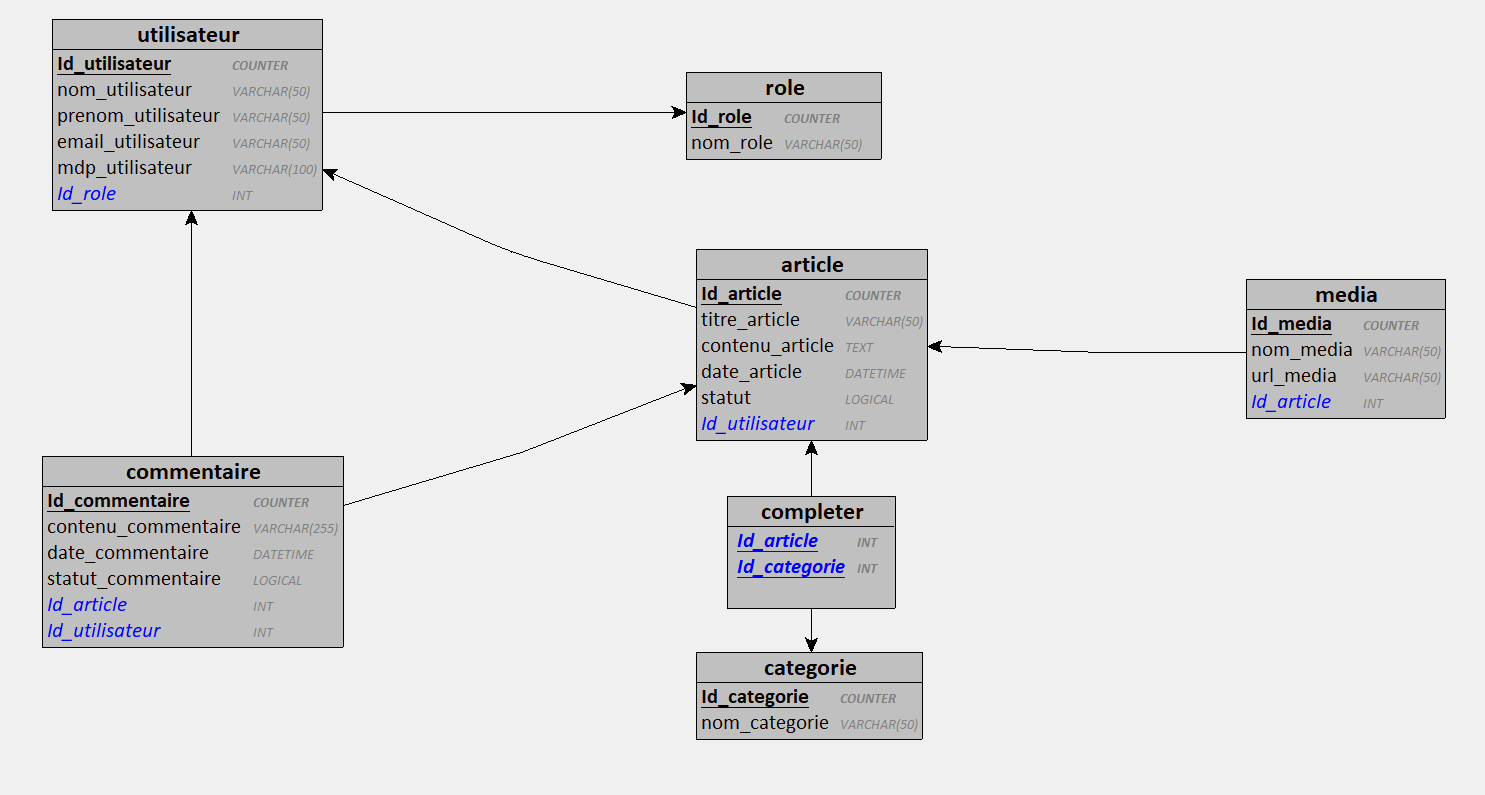 utilisateur
Id_utilisateur COUNTER
nom_utilisateur VARCHAR(50)
prenom_utilisateur VARCHAR(50)
email_utilisateur VARCHAR(50)
mdp_utilisateur VARCHAR(100)
Id_role INT
role
Id_role COUNTER
nom_role VARCHAR(50)
article
Id_article COUNTER
titre_article VARCHAR(50)
contenu_article TEXT
date_article DATETIME
statut LOGICAL
Id_utilisateur INT
media
Id_media COUNTER
nom_media VARCHAR(50)
url_media VARCHAR(50)
Id_article INT
commentaire
Id_commentaire COUNTER
contenu_commentaire VARCHAR(255)
date_commentaire DATETIME
statut_commentaire LOGICAL
Id_article INT
Id_utilisateur INT
completer
Id_article INT
Id_categorie INT
categorie
Id_categorie COUNTER
nom_categorie VARCHAR(50)